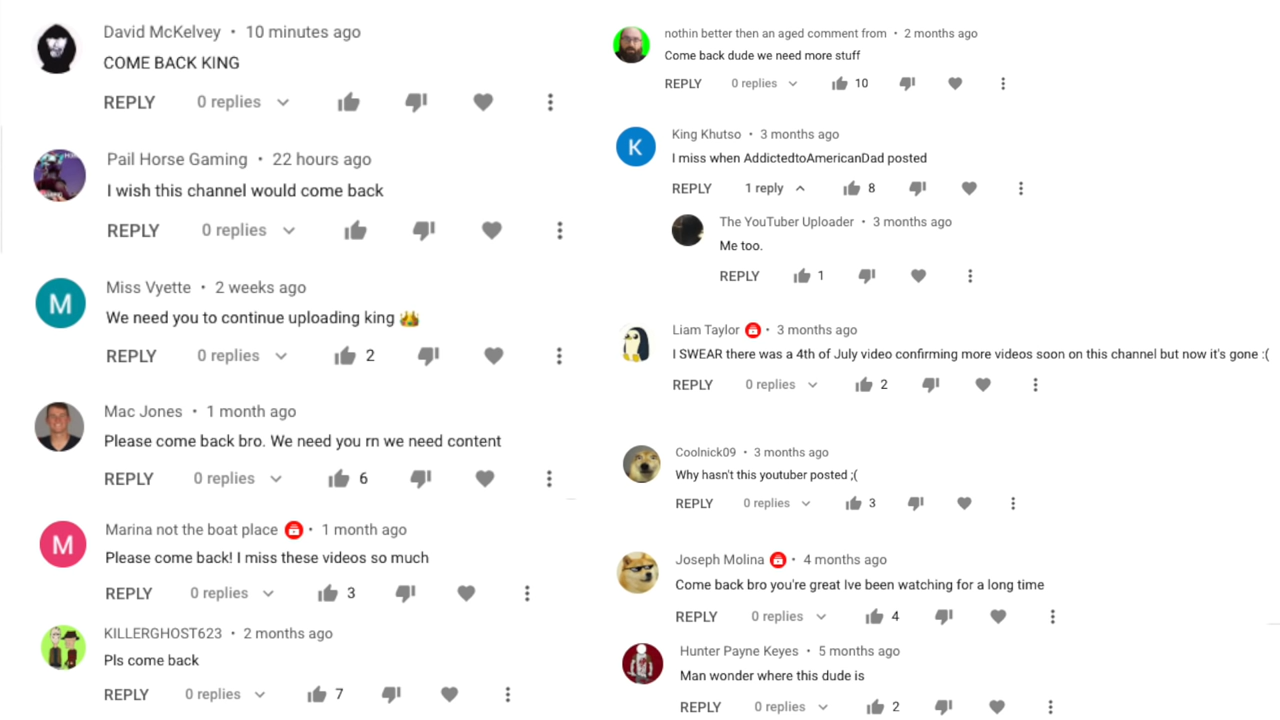 David McKelvey • 10 minutes ago
COME BACK KING
REPLY 0 replies
Pail Horse Gaming • 22 hours ago
I wish this channel would come back
REPLY 0 replies
M
Miss Vyette • 2 weeks ago
We need you to continue uploading king 👑
REPLY 0 replies 2
Mac Jones • 1 month ago
Please come back bro. We need you rn we need content
REPLY 0 replies 6
M
Marina not the boat place • 1 month ago
Please come back! I miss these videos so much
REPLY 0 replies 3
KILLERGHOST623 • 2 months ago
Pls come back
REPLY 0 replies 7
nothin better then an aged comment from • 2 months ago
Come back dude we need more stuff
REPLY 0 replies 10
K
King Khutso • 3 months ago
I miss when AddictedtoAmericanDad posted
REPLY 1 reply 8
The YouTuber Uploader • 3 months ago
Me too.
REPLY 1
Liam Taylor • 3 months ago
I SWEAR there was a 4th of July video confirming more videos soon on this channel but now it's gone :(
REPLY 0 replies 2
Coolnick09 • 3 months ago
Why hasn't this youtuber posted ;(
REPLY 0 replies 3
Joseph Molina • 4 months ago
Come back bro you're great Ive been watching for a long time
REPLY 0 replies 4
Hunter Payne Keyes • 5 months ago
Man wonder where this dude is
REPLY 0 replies 2